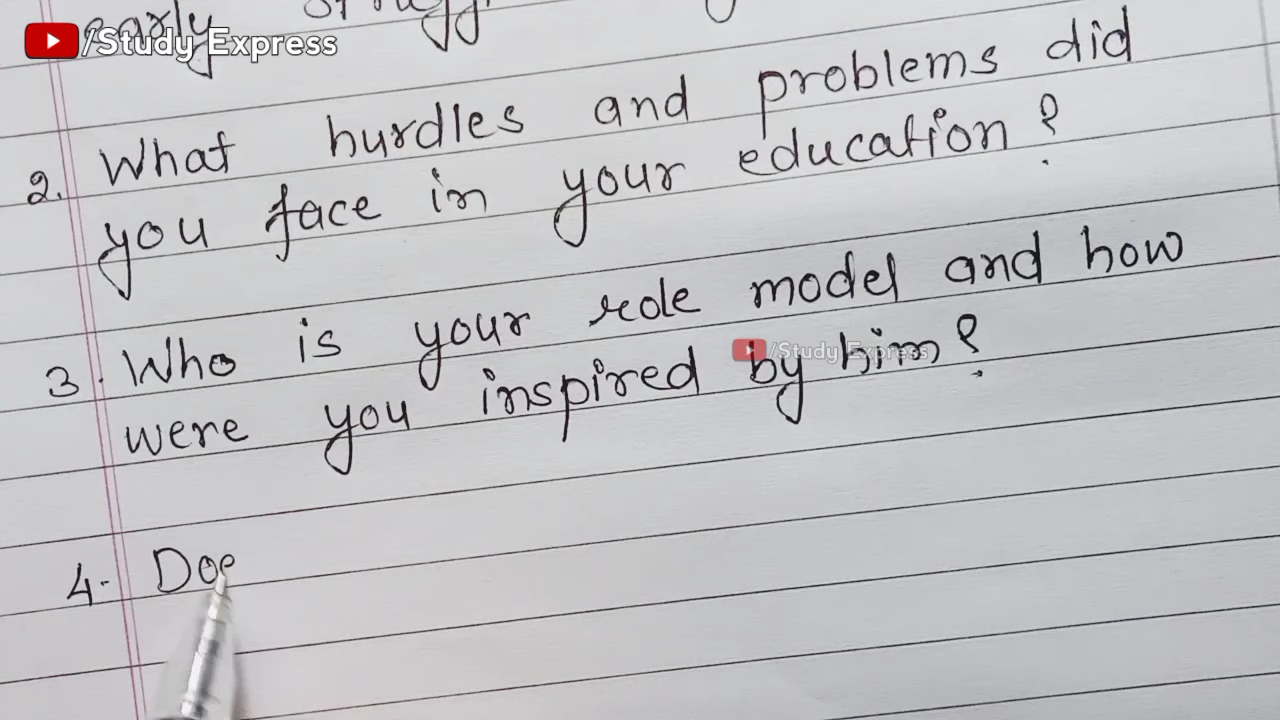 early
/Study Express
2. What hurdles and problems did
you face in your education?
3. Who is your role model and how
were you inspired by him?
/Study Express
4. Doe